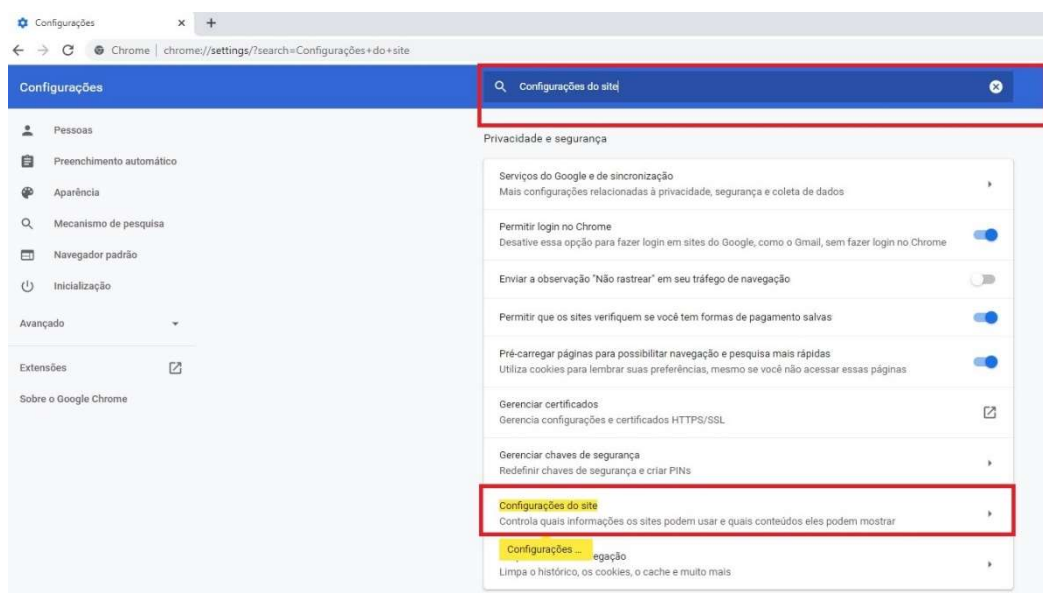 Configurações
Chrome | chrome://settings/?search=Configurações+do+site
Configurações
Configurações do site
Pessoas
Preenchimento automático
Aparência
Mecanismo de pesquisa
Navegador padrão
Inicialização
Avançado
Extensões
Sobre o Google Chrome
Privacidade e segurança
Serviços do Google e de sincronização
Mais configurações relacionadas à privacidade, segurança e coleta de dados
Permitir login no Chrome
Desative essa opção para fazer login em sites do Google, como o Gmail, sem fazer login no Chrome
Enviar a observação "Não rastrear" em seu tráfego de navegação
Permitir que os sites verifiquem se você tem formas de pagamento salvas
Pré-carregar páginas para possibilitar navegação e pesquisa mais rápidas
Utiliza cookies para lembrar suas preferências, mesmo se você não acessar essas páginas
Gerenciar certificados
Gerencia configurações e certificados HTTPS/SSL
Gerenciar chaves de segurança
Redefinir chaves de segurança e criar PINs
Configurações do site
Controla quais informações os sites podem usar e quais conteúdos eles podem mostrar
Configurações ...
egação
Limpa o histórico, os cookies, o cache e muito mais